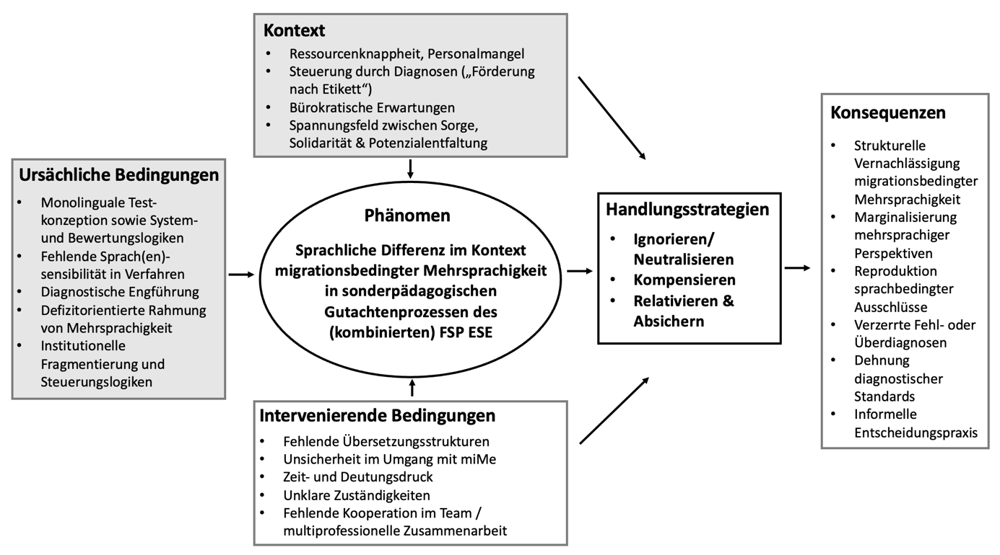 Kontext
• Ressourcenknappheit, Personalmangel
• Steuerung durch Diagnosen („Förderung
nach Etikett“)
• Bürokratische Erwartungen
• Spannungsfeld zwischen Sorge,
Solidarität & Potenzialentfaltung
Ursächliche Bedingungen
• Monolinguale Test-
konzeption sowie System-
und Bewertungslogiken
• Fehlende Sprach(en)-
sensibilität in Verfahren
• Diagnostische Engführung
• Defizitorientierte Rahmung
von Mehrsprachigkeit
• Institutionelle
Fragmentierung und
Steuerungslogiken
Phänomen
Sprachliche Differenz im Kontext
migrationsbedingter Mehrsprachigkeit
in sonderpädagogischen
Gutachtenprozessen des
(kombinierten) FSP ESE
Intervenierende Bedingungen
• Fehlende Übersetzungsstrukturen
• Unsicherheit im Umgang mit miMe
• Zeit- und Deutungsdruck
• Unklare Zuständigkeiten
• Fehlende Kooperation im Team /
multiprofessionelle Zusammenarbeit
Handlungsstrategien
• Ignorieren/
Neutralisieren
• Kompensieren
• Relativieren &
Absichern
Konsequenzen
• Strukturelle
Vernachlässigung
migrationsbedingter
Mehrsprachigkeit
• Marginalisierung
mehrsprachiger
Perspektiven
• Reproduktion
sprachbedingter
Ausschlüsse
• Verzerrte Fehl- oder
Überdiagnosen
• Dehnung
diagnostischer
Standards
• Informelle
Entscheidungspraxis